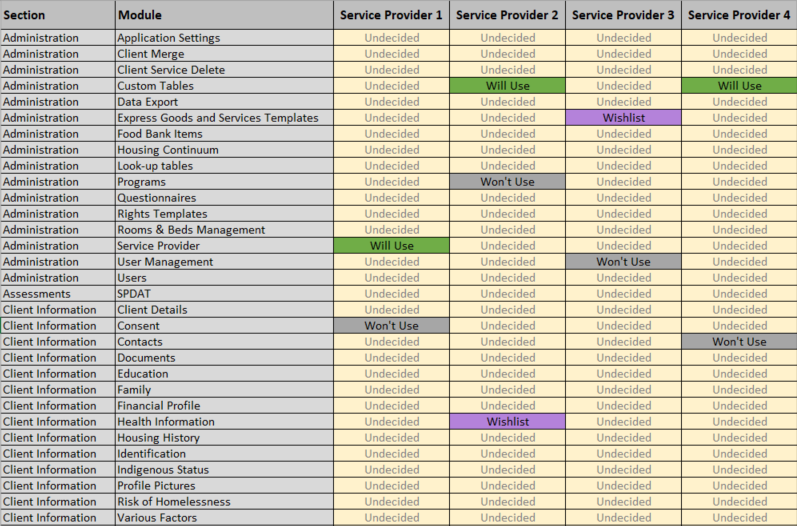 Section Module Service Provider 1 Service Provider 2 Service Provider 3 Service Provider 4
Administration Application Settings Undecided Undecided Undecided Undecided
Administration Client Merge Undecided Undecided Undecided Undecided
Administration Client Service Delete Undecided Undecided Undecided Undecided
Administration Custom Tables Undecided Will Use Undecided Will Use
Administration Data Export Undecided Undecided Undecided Undecided
Administration Express Goods and Services Templates Undecided Undecided Wishlist Undecided
Administration Food Bank Items Undecided Undecided Undecided Undecided
Administration Housing Continuum Undecided Undecided Undecided Undecided
Administration Look-up tables Undecided Undecided Undecided Undecided
Administration Programs Undecided Won't Use Undecided Undecided
Administration Questionnaires Undecided Undecided Undecided Undecided
Administration Rights Templates Undecided Undecided Undecided Undecided
Administration Rooms & Beds Management Undecided Undecided Undecided Undecided
Administration Service Provider Will Use Undecided Undecided Undecided
Administration User Management Undecided Undecided Won't Use Undecided
Administration Users Undecided Undecided Undecided Undecided
Assessments SPDAT Undecided Undecided Undecided Undecided
Client Information Client Details Undecided Undecided Undecided Undecided
Client Information Consent Won't Use Undecided Undecided Undecided
Client Information Contacts Undecided Undecided Undecided Won't Use
Client Information Documents Undecided Undecided Undecided Undecided
Client Information Education Undecided Undecided Undecided Undecided
Client Information Family Undecided Undecided Undecided Undecided
Client Information Financial Profile Undecided Undecided Undecided Undecided
Client Information Health Information Undecided Wishlist Undecided Undecided
Client Information Housing History Undecided Undecided Undecided Undecided
Client Information Identification Undecided Undecided Undecided Undecided
Client Information Indigenous Status Undecided Undecided Undecided Undecided
Client Information Profile Pictures Undecided Undecided Undecided Undecided
Client Information Risk of Homelessness Undecided Undecided Undecided Undecided
Client Information Various Factors Undecided Undecided Undecided Undecided